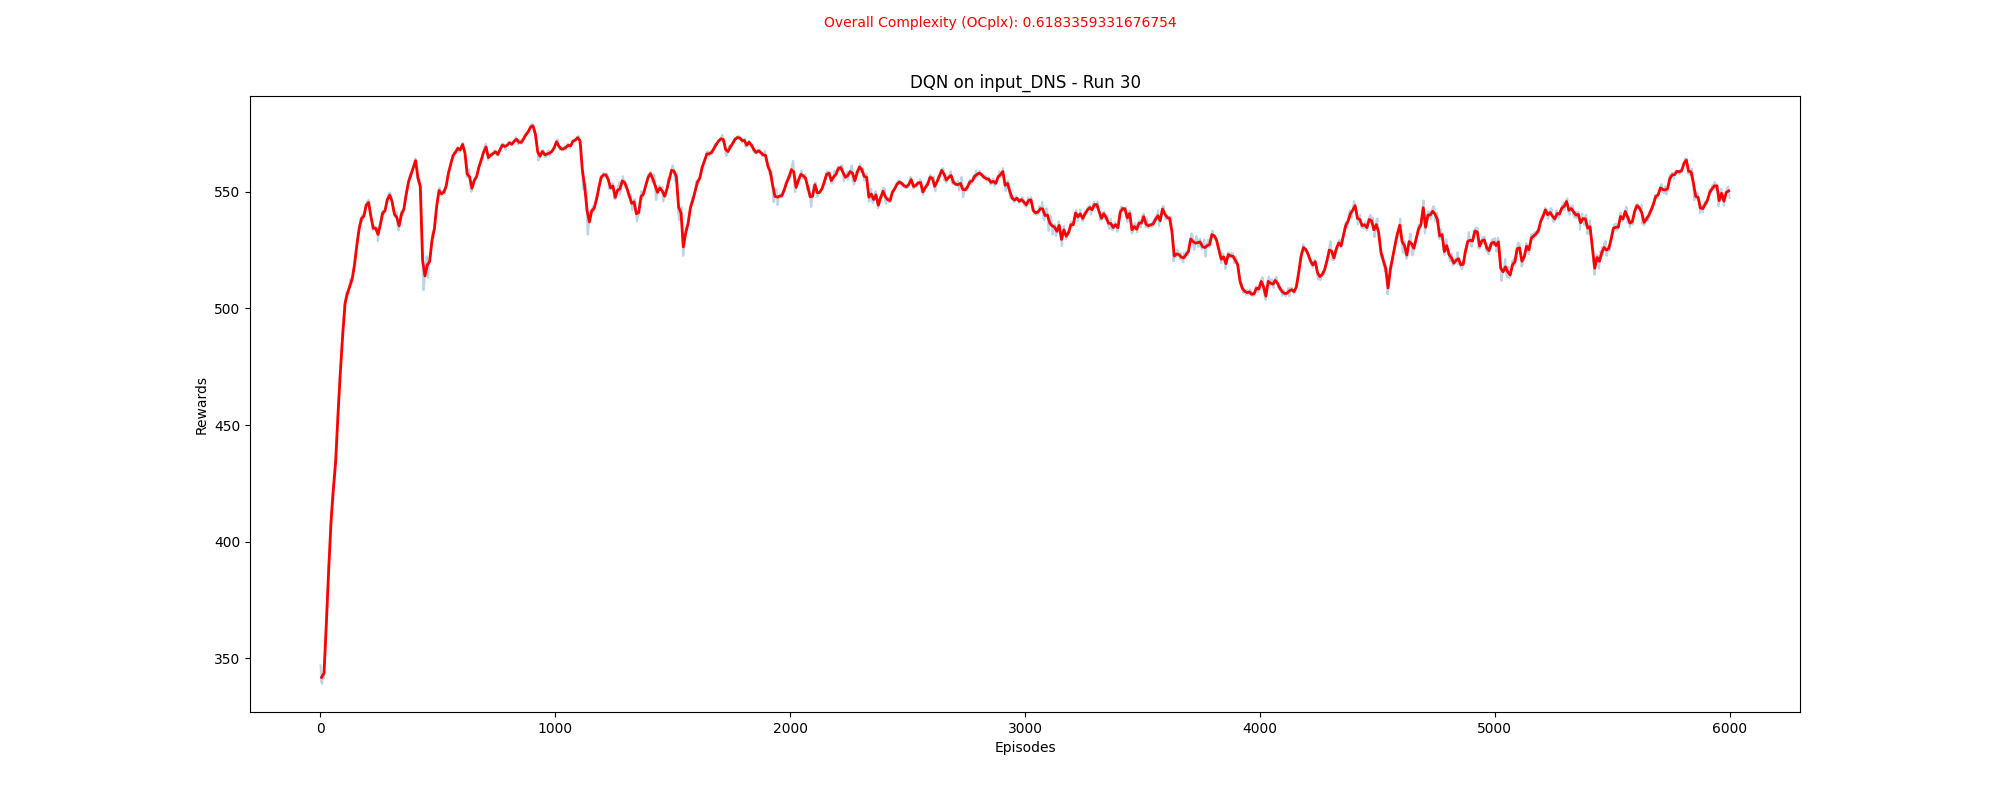 Overall Complexity (OCplx): 0.6183359331676754
DQN on input_DNS - Run 30
Rewards
550
500
450
400
350
0 1000 2000 3000 4000 5000 6000
Episodes